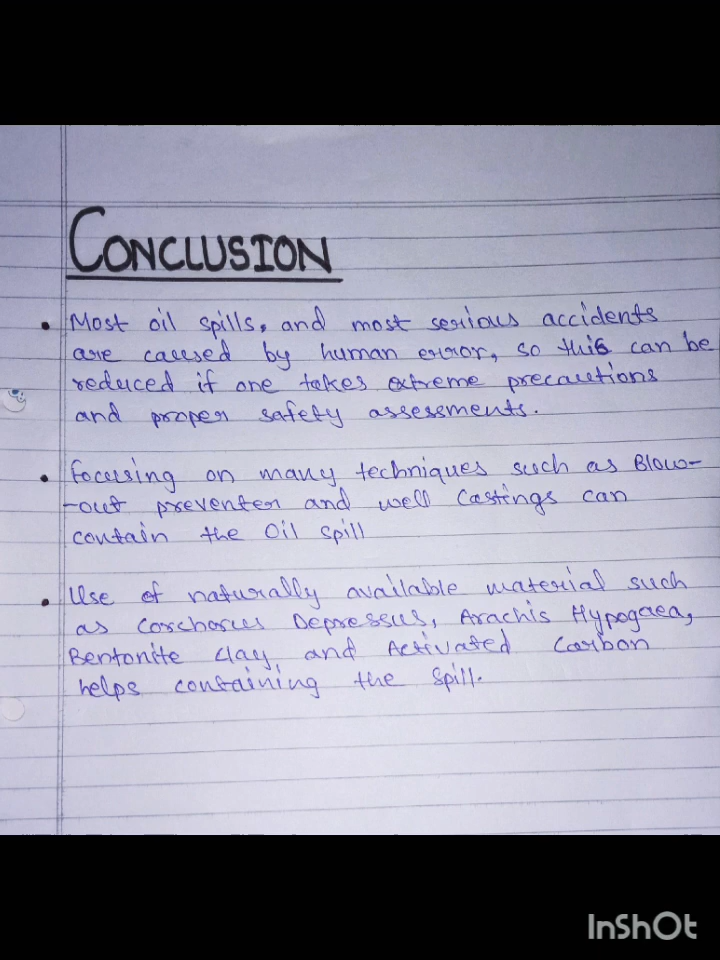 CONCLUSION
• Most oil spills, and most serious accidents
are caused by human error, so this can be
reduced if one takes extreme precautions
and proper safety assessments.
• Focusing on many techniques such as Blow-
-out preventer and well Castings can
contain the Oil spill
• Use of naturally available material such
as Corchorus Depressus, Arachis Hypogaea,
Bentonite clay, and Activated Carbon
helps containing the spill.
InShOt